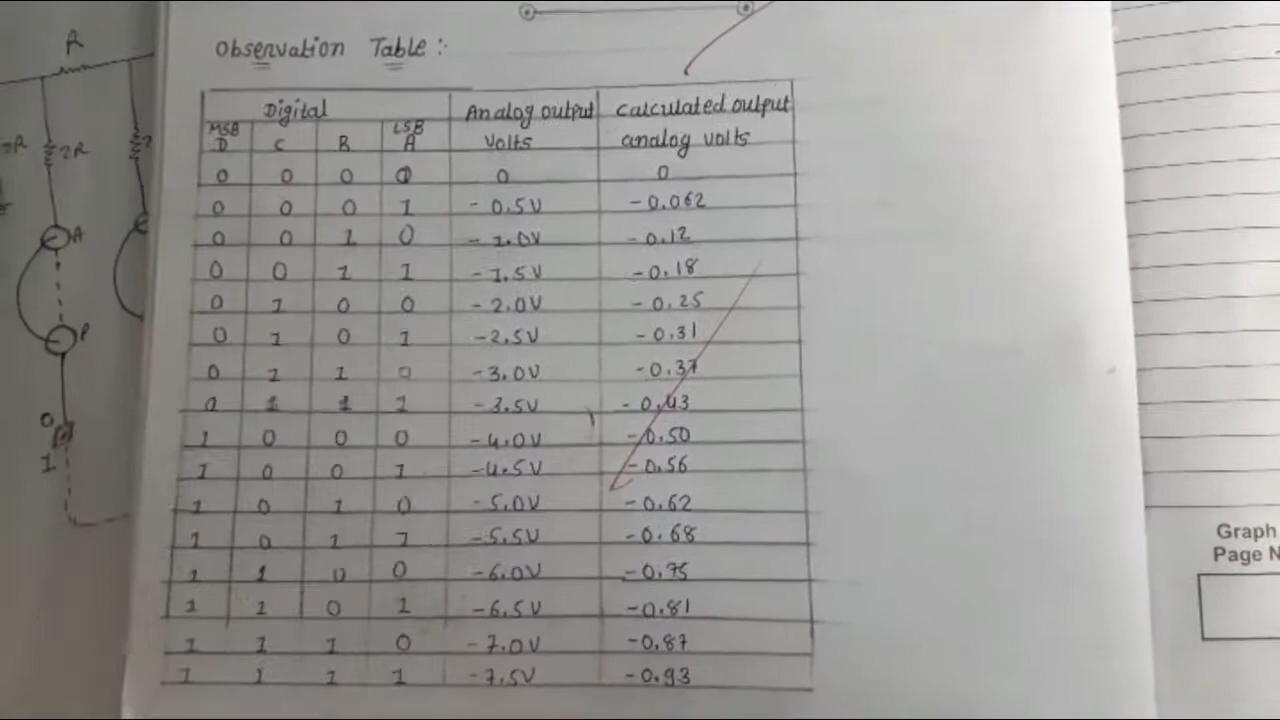 Observation Table :-
Digital Analog output Calculated output
MSB LSB
D C B A Volts analog volts
0 0 0 0 0 0
0 0 0 1 - 0.5V -0.062
0 0 1 0 - 1.0V -0.12
0 0 1 1 -1.5V -0.18
0 1 0 0 -2.0V -0.25
0 1 0 1 -2.5V -0.31
0 1 1 0 -3.0V -0.37
0 1 1 1 -3.5V -0.43
1 0 0 0 -4.0V -0.50
1 0 0 1 -4.5V -0.56
1 0 1 0 -5.0V -0.62
1 0 1 1 -5.5V -0.68
1 1 0 0 -6.0V -0.75
1 1 0 1 -6.5V -0.81
1 1 1 0 -7.0V -0.87
1 1 1 1 -7.5V -0.93
R
2R 2R
A
P
0
1
Graph
Page N